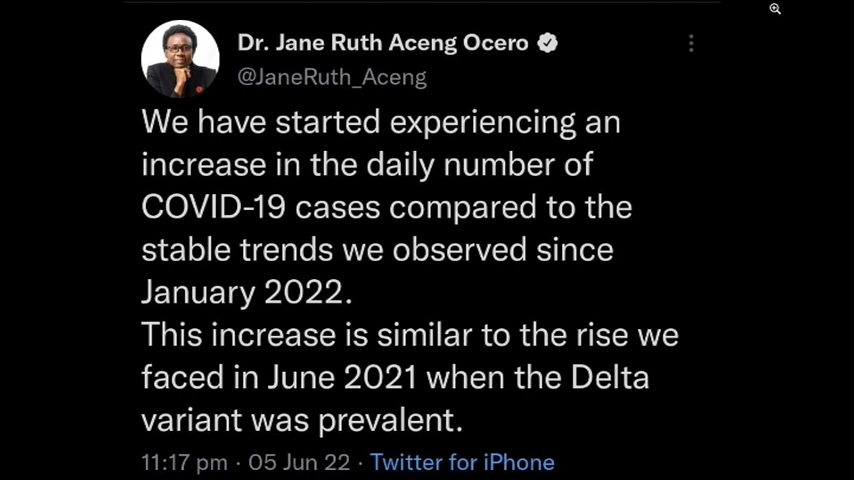 Dr. Jane Ruth Aceng Ocero
@JaneRuth_Aceng
We have started experiencing an
increase in the daily number of
COVID-19 cases compared to the
stable trends we observed since
January 2022.
This increase is similar to the rise we
faced in June 2021 when the Delta
variant was prevalent.
11:17 pm · 05 Jun 22 · Twitter for iPhone